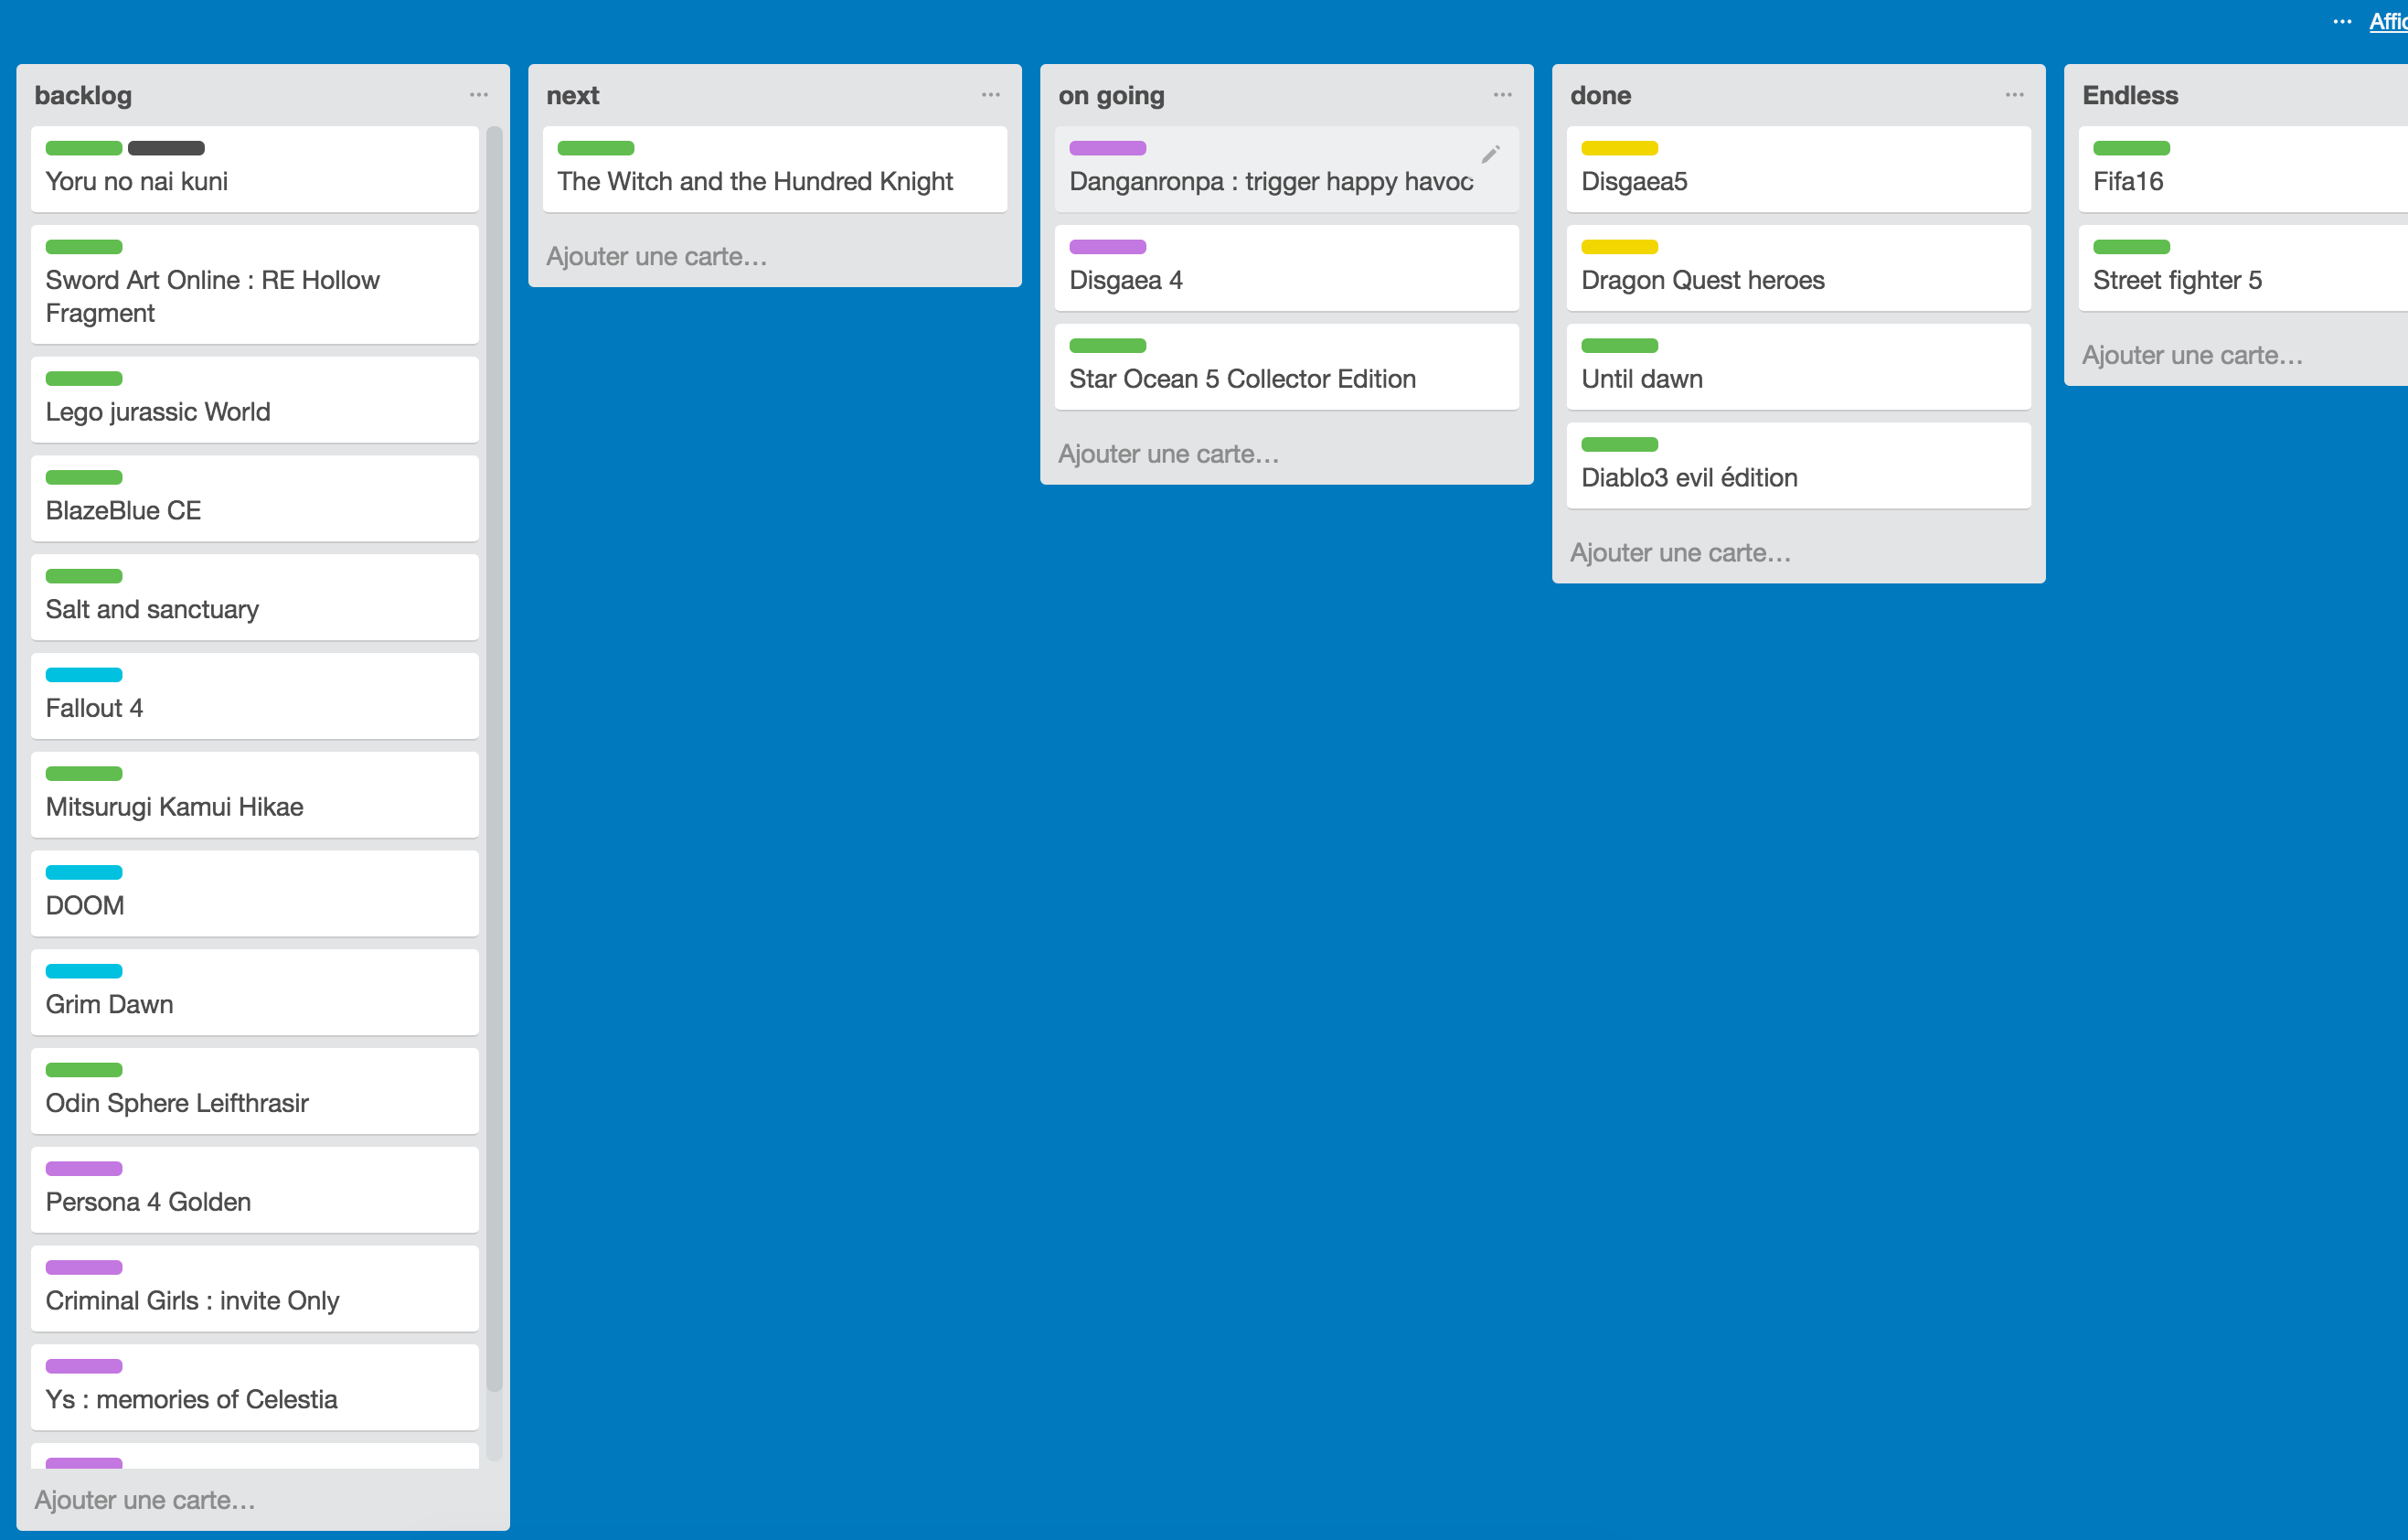 backlog
Yoru no nai kuni
Sword Art Online : RE Hollow
Fragment
Lego jurassic World
BlazeBlue CE
Salt and sanctuary
Fallout 4
Mitsurugi Kamui Hikae
DOOM
Grim Dawn
Odin Sphere Leifthrasir
Persona 4 Golden
Criminal Girls : invite Only
Ys : memories of Celestia
Ajouter une carte…
next
The Witch and the Hundred Knight
Ajouter une carte…
on going
Danganronpa : trigger happy havoc
Disgaea 4
Star Ocean 5 Collector Edition
Ajouter une carte…
done
Disgaea5
Dragon Quest heroes
Until dawn
Diablo3 evil édition
Ajouter une carte…
Endless
Fifa16
Street fighter 5
Ajouter une carte…